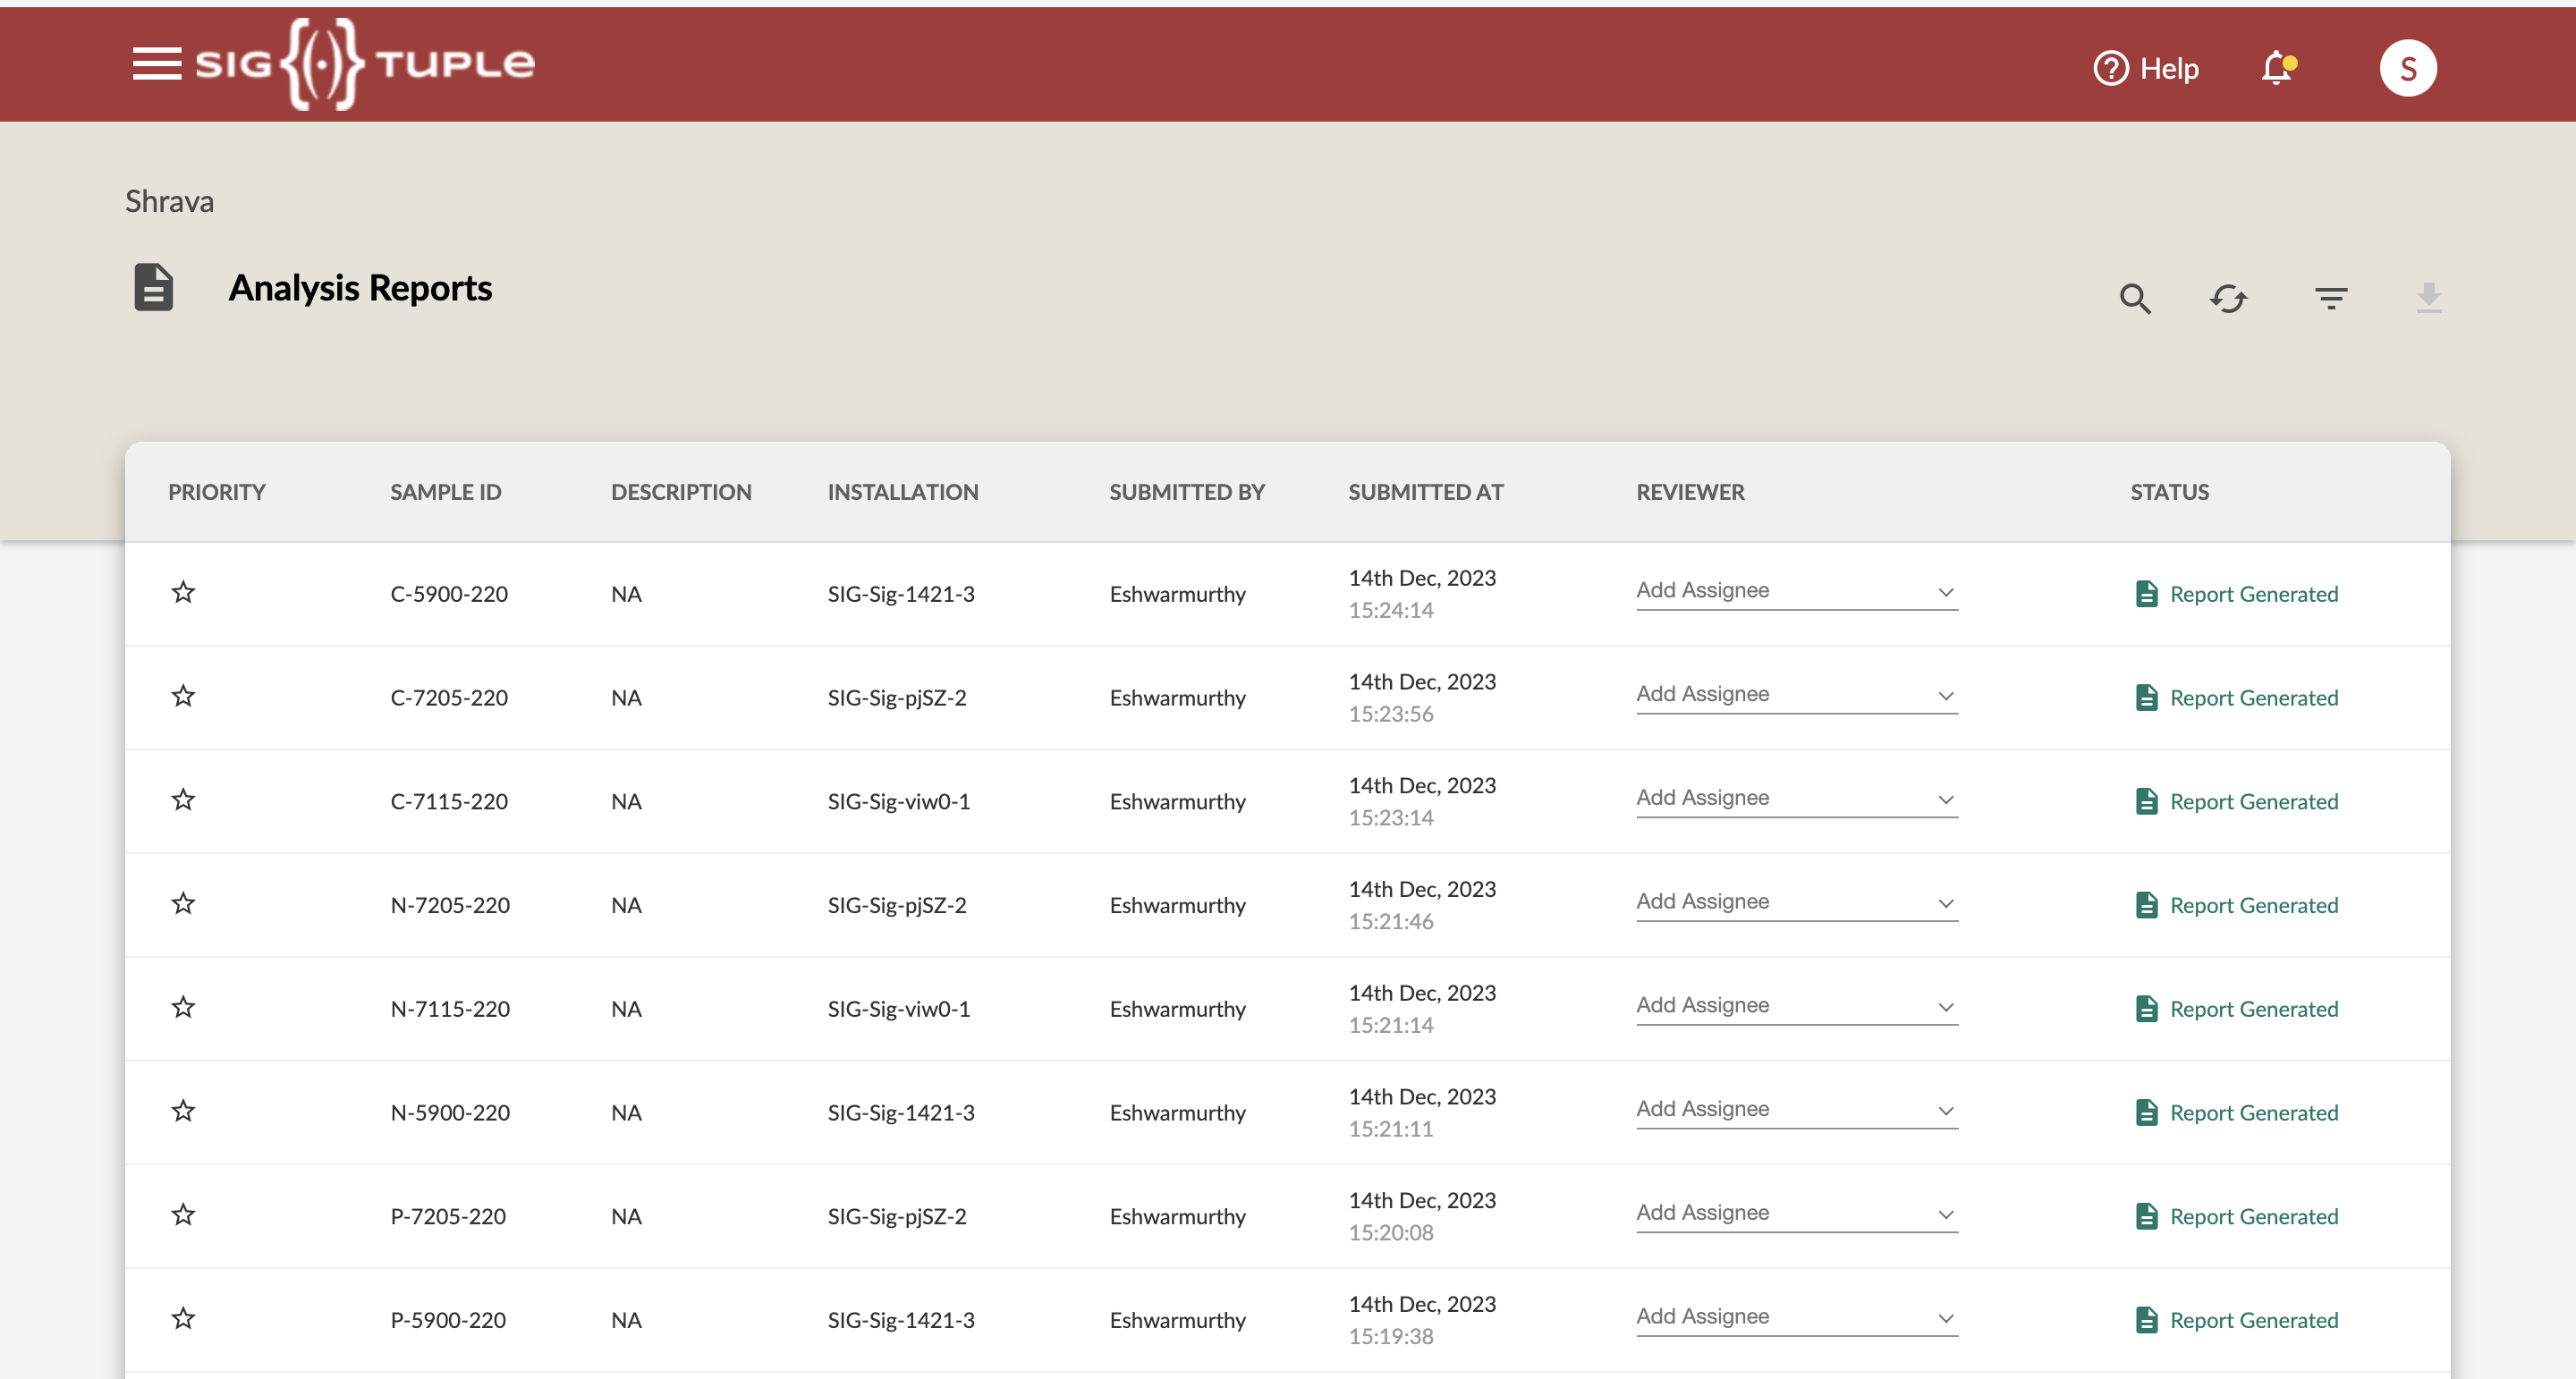 SIG{(·)}TUPLE
Help
S
Shrava
Analysis Reports
PRIORITY SAMPLE ID DESCRIPTION INSTALLATION SUBMITTED BY SUBMITTED AT REVIEWER STATUS
C-5900-220 NA SIG-Sig-1421-3 Eshwarmurthy 14th Dec, 2023 Add Assignee Report Generated
15:24:14
C-7205-220 NA SIG-Sig-pjSZ-2 Eshwarmurthy 14th Dec, 2023 Add Assignee Report Generated
15:23:56
C-7115-220 NA SIG-Sig-viw0-1 Eshwarmurthy 14th Dec, 2023 Add Assignee Report Generated
15:23:14
N-7205-220 NA SIG-Sig-pjSZ-2 Eshwarmurthy 14th Dec, 2023 Add Assignee Report Generated
15:21:46
N-7115-220 NA SIG-Sig-viw0-1 Eshwarmurthy 14th Dec, 2023 Add Assignee Report Generated
15:21:14
N-5900-220 NA SIG-Sig-1421-3 Eshwarmurthy 14th Dec, 2023 Add Assignee Report Generated
15:21:11
P-7205-220 NA SIG-Sig-pjSZ-2 Eshwarmurthy 14th Dec, 2023 Add Assignee Report Generated
15:20:08
P-5900-220 NA SIG-Sig-1421-3 Eshwarmurthy 14th Dec, 2023 Add Assignee Report Generated
15:19:38